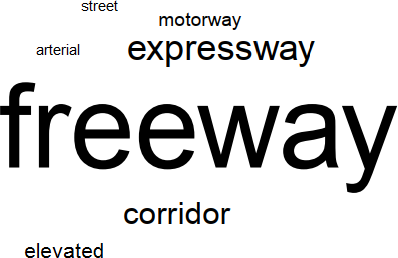 street
motorway
arterial
expressway
freeway
corridor
elevated